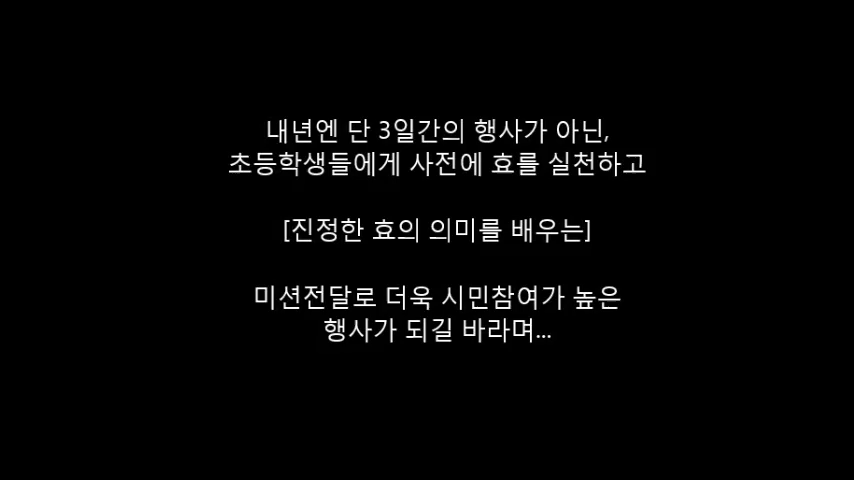 내년엔 단 3일간의 행사가 아닌,
초등학생들에게 사전에 효를 실천하고
[진정한 효의 의미를 배우는]
미션전달로 더욱 시민참여가 높은
행사가 되길 바라며...